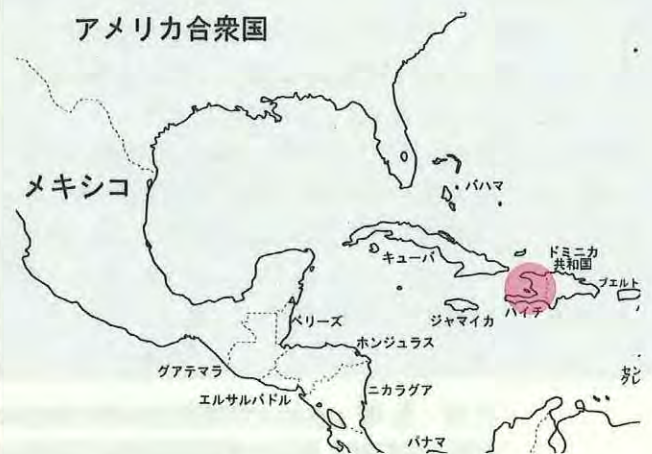 アメリカ合衆国
メキシコ
バハマ
キューバ
ドミニカ
共和国
プエルト
ハイチ
ジャマイカ
ベリーズ
ホンジュラス
グアテマラ
エルサルバドル
ニカラグア
パナマ
セン
グレ